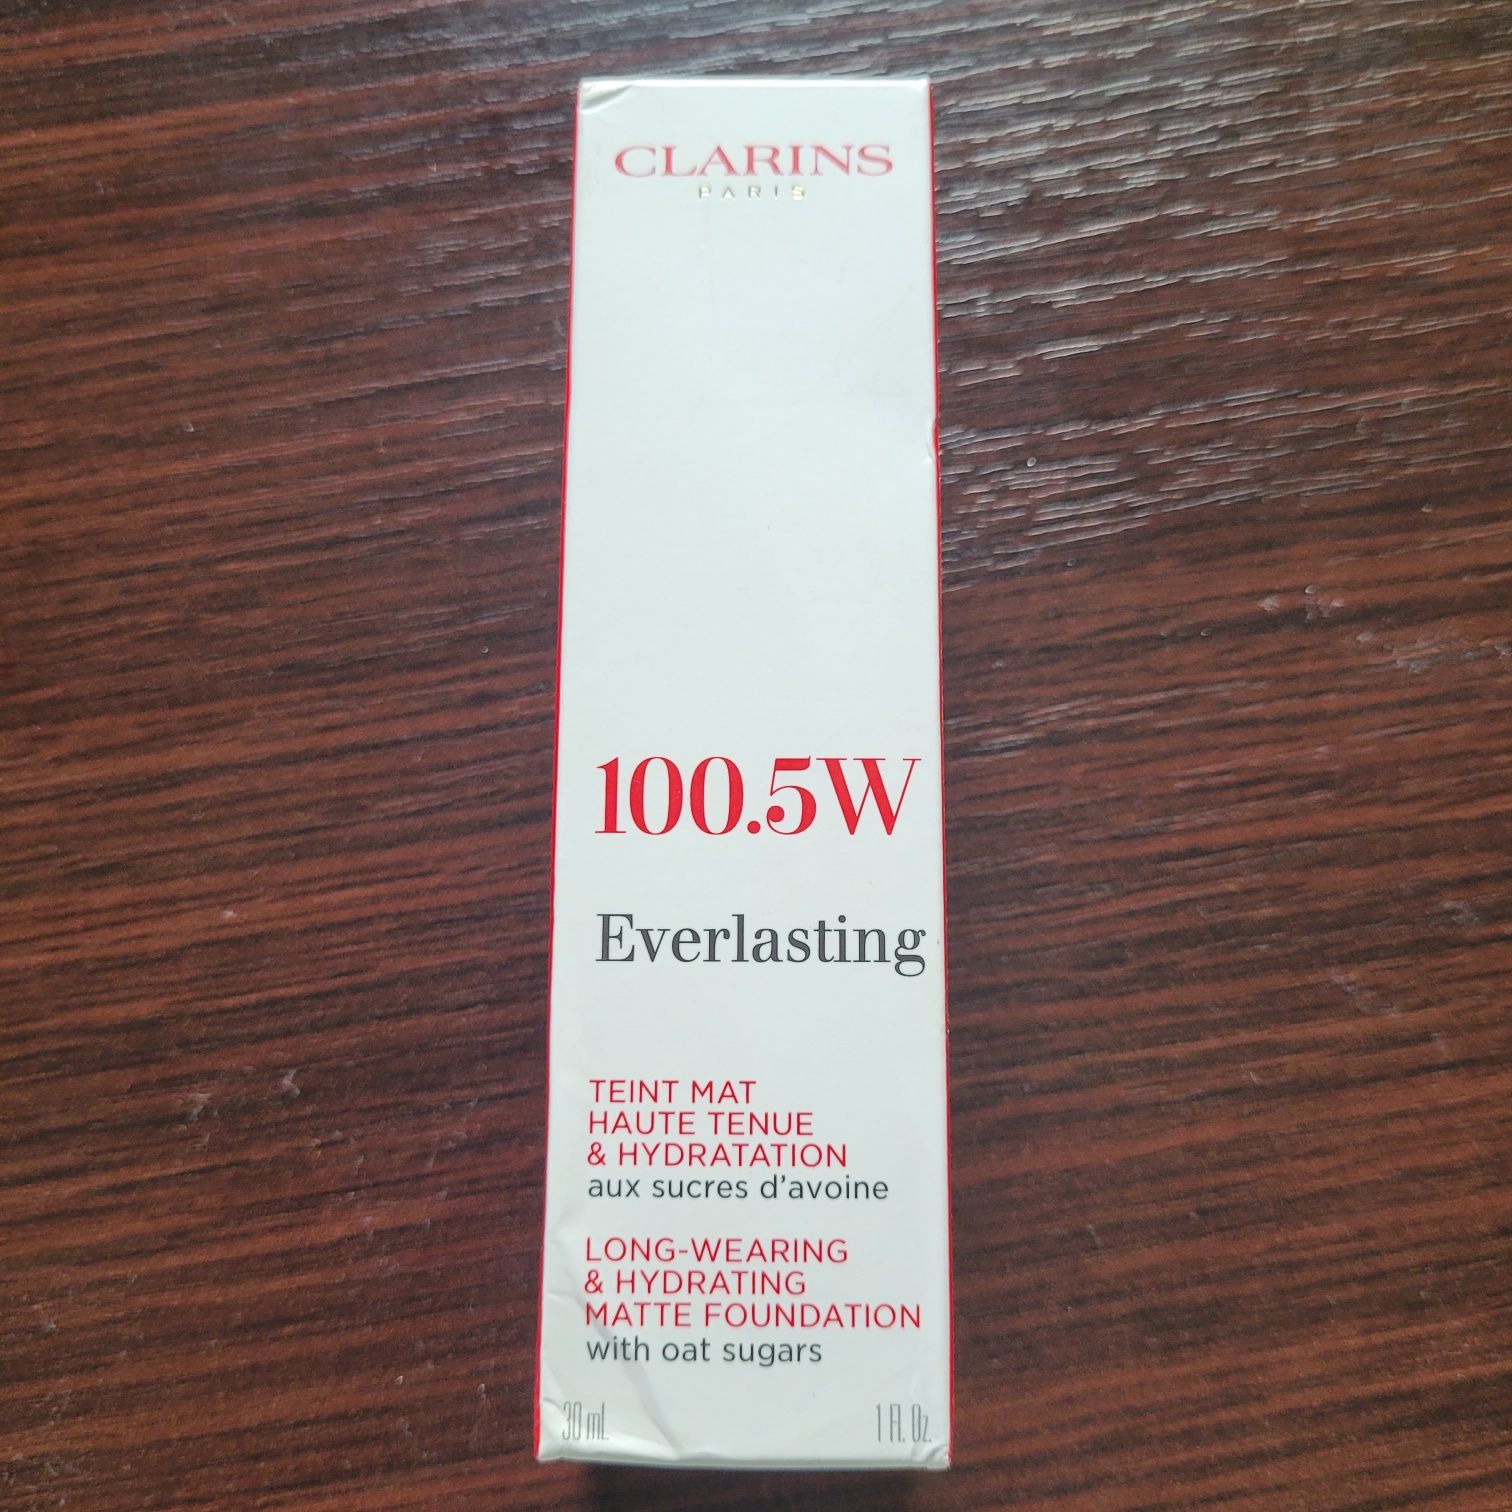 CLARINS
PARIS
100.5W
Everlasting
TEINT MAT
HAUTE TENUE
& HYDRATATION
aux sucres d'avoine
LONG-WEARING
& HYDRATING
MATTE FOUNDATION
with oat sugars
30 mL 1 Fl. Oz.